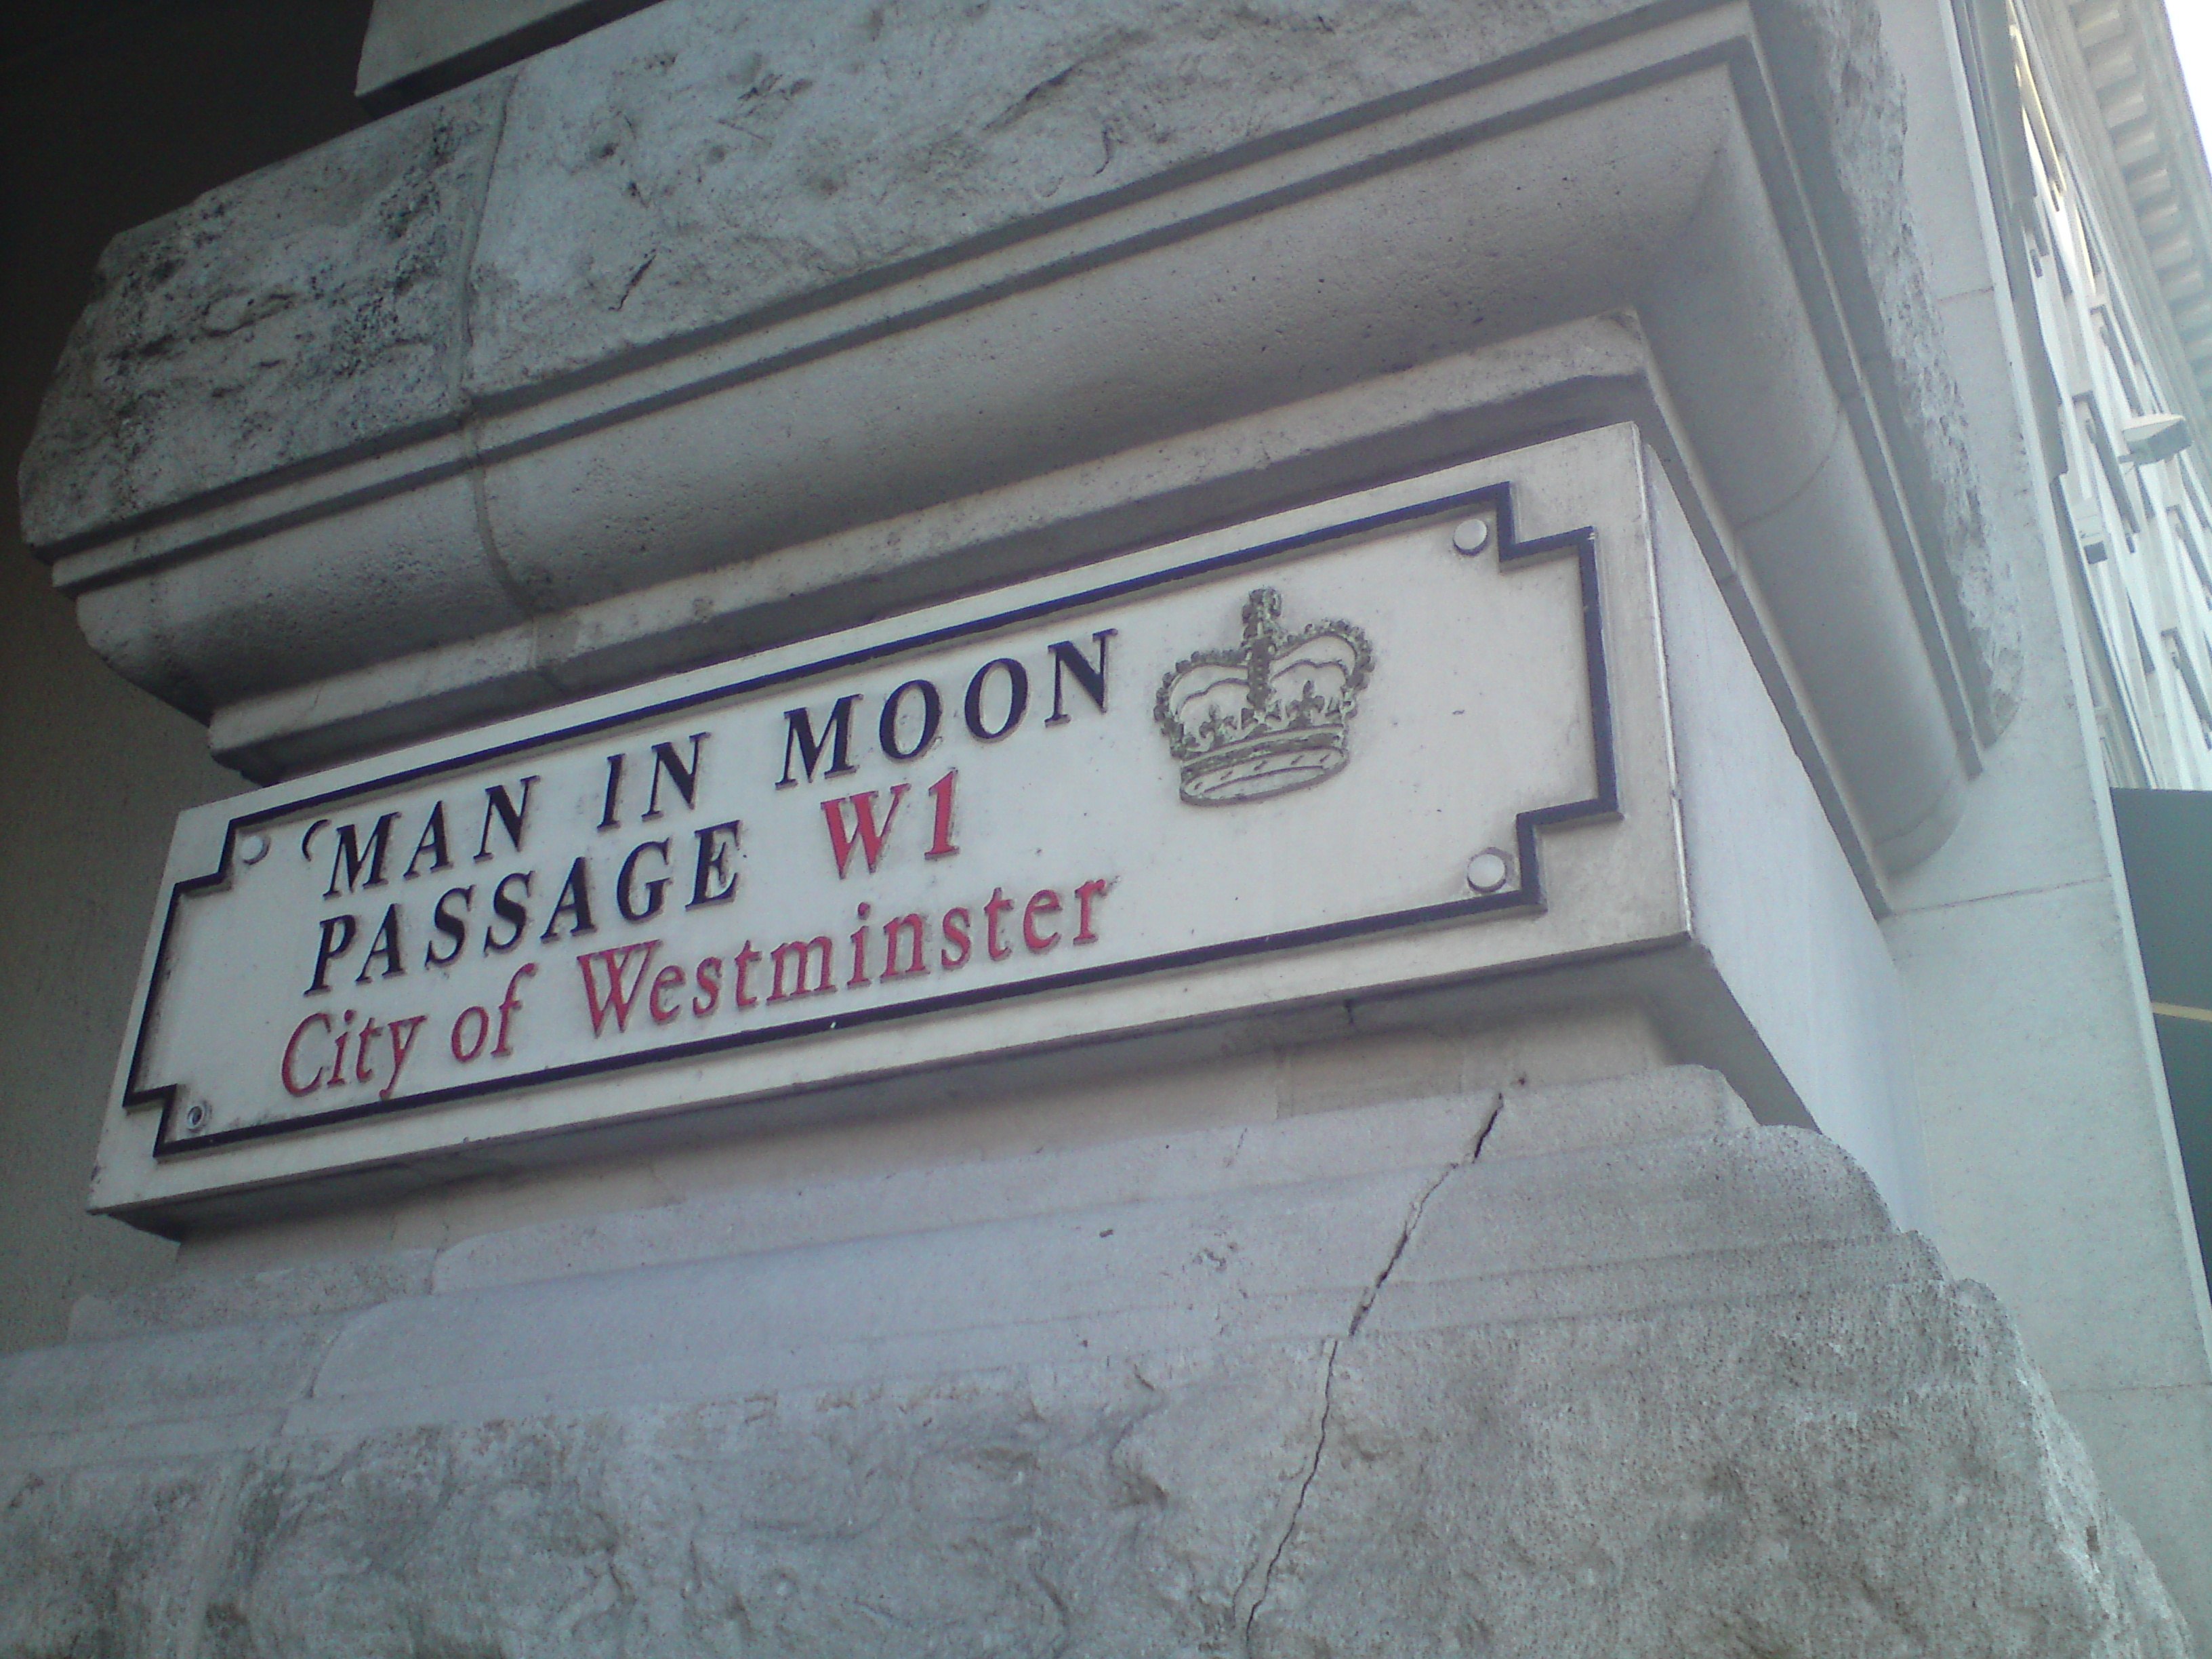 MAN IN MOON
PASSAGE W1
City of Westminster